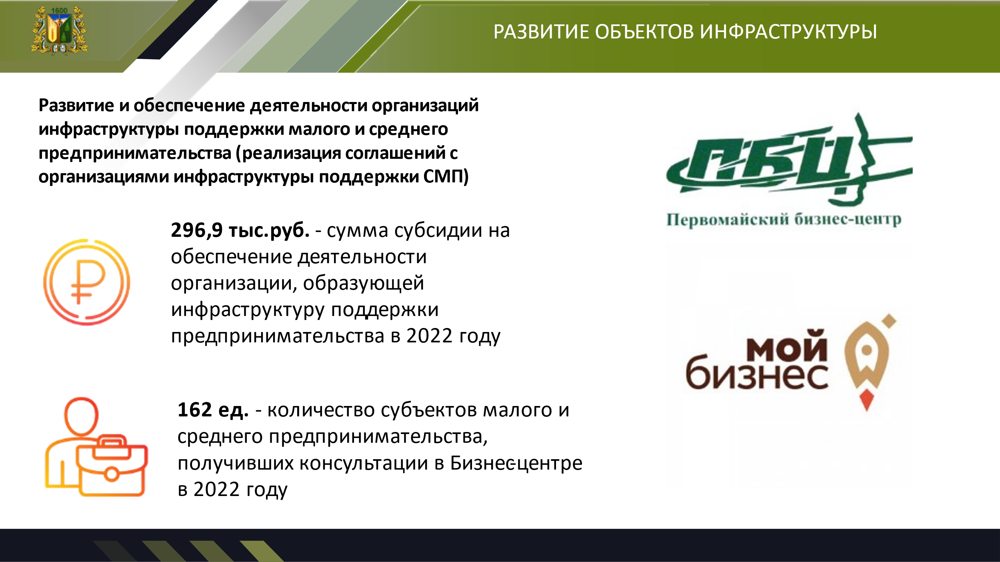 1600
РАЗВИТИЕ ОБЪЕКТОВ ИНФРАСТРУКТУРЫ
Развитие и обеспечение деятельности организаций
инфраструктуры поддержки малого и среднего
предпринимательства (реализация соглашений с
организациями инфраструктуры поддержки СМП)
296,9 тыс.руб. - сумма субсидии на
обеспечение деятельности
организации, образующей
инфраструктуру поддержки
предпринимательства в 2022 году
162 ед. - количество субъектов малого и
среднего предпринимательства,
получивших консультации в Бизнес-центре
в 2022 году
ПБЦ
Первомайский бизнес-центр
мой
бизнес